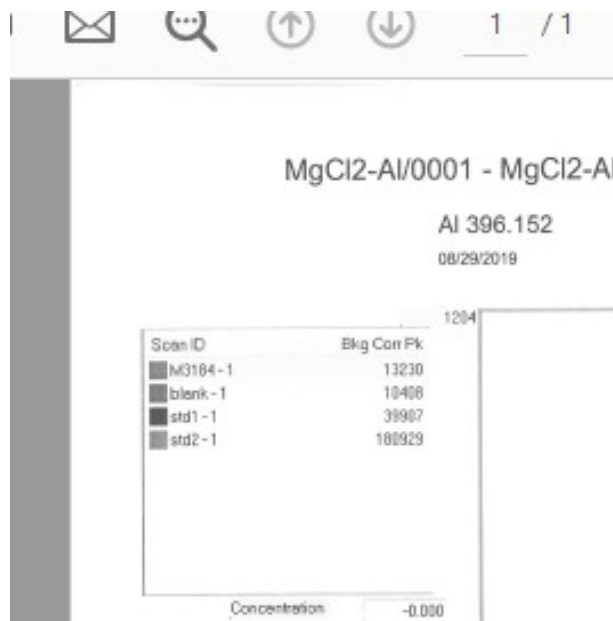 1 / 1
MgCl2-Al/0001 - MgCl2-Al
Al 396.152
08/29/2019
1204
Scan ID Bkg Corr Pk
M3184-1 13230
blank-1 10408
std1-1 39907
std2-1 180929
Concentration -0.000